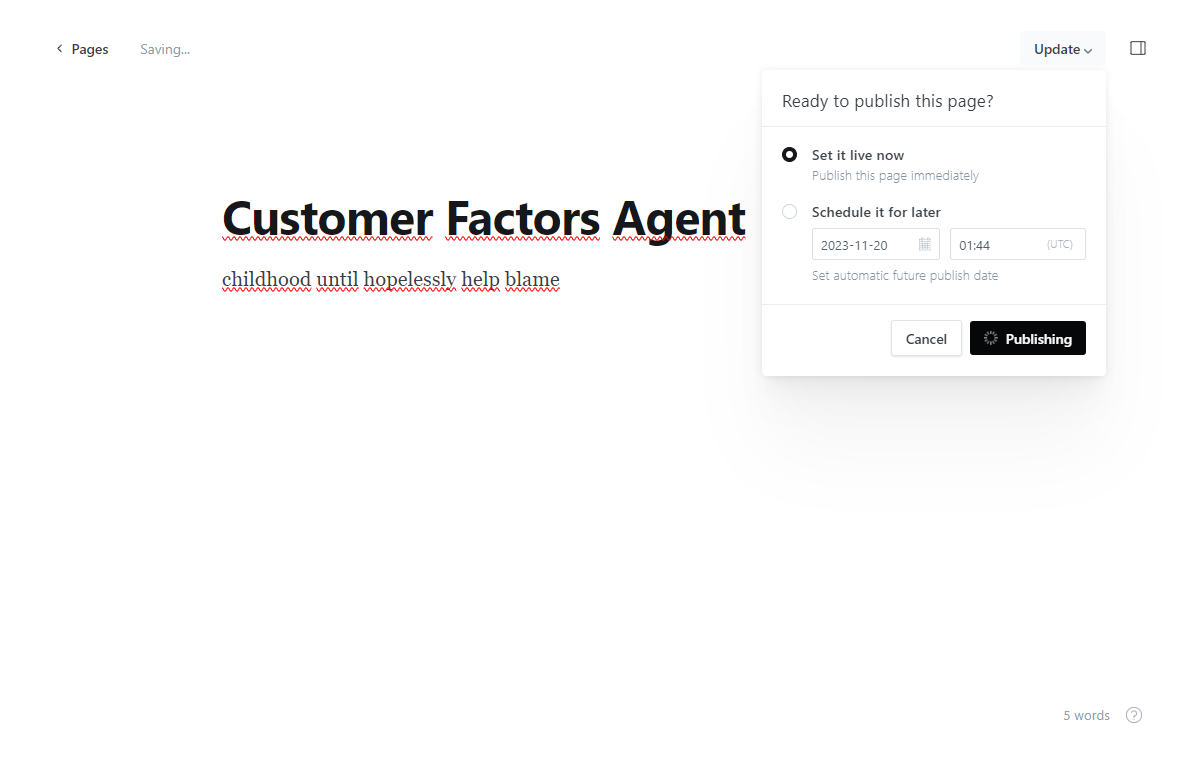 Pages
Saving...
Update
Ready to publish this page?
Set it live now
Publish this page immediately
Schedule it for later
2023-11-20
01:44
(UTC)
Set automatic future publish date
Cancel
Publishing
Customer Factors Agent
childhood until hopelessly help blame
5 words
?